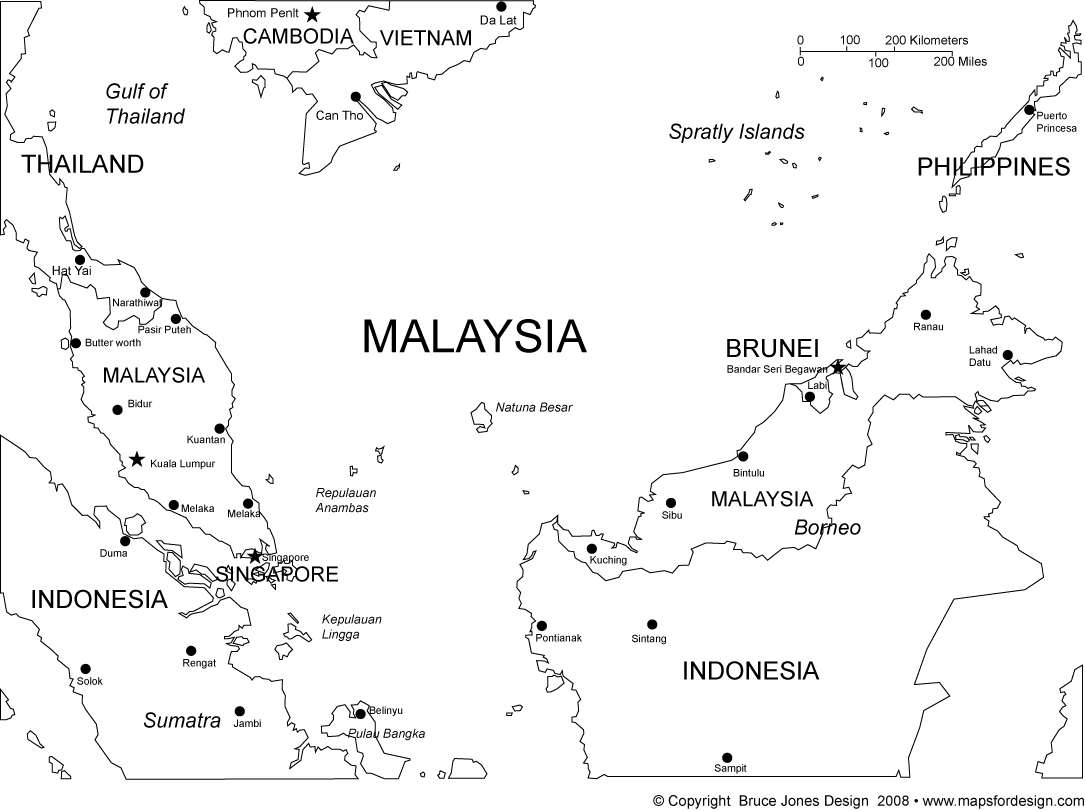 Phnom Penlt
Da Lat
CAMBODIA
VIETNAM
0 100 200 Kilometers
0 100 200 Miles
Gulf of
Thailand
Can Tho
Spratly Islands
Puerto
Princesa
THAILAND
PHILIPPINES
Hat Yai
Narathiwat
Pasir Puteh
Butter worth
MALAYSIA
MALAYSIA
Ranau
BRUNEI
Bandar Seri Begawan
Labi
Lahad
Datu
Bidur
Natuna Besar
Kuantan
Kuala Lumpur
Bintulu
Repulauan
Anambas
MALAYSIA
Borneo
Melaka
Melaka
Sibu
Duma
Singapore
SINGAPORE
Kuching
INDONESIA
Kepulauan
Lingga
Pontianak
Sintang
Rengat
Solok
INDONESIA
Sumatra
Jambi
Belinyu
Pulau Bangka
Sampit
© Copyright Bruce Jones Design 2008 • www.mapsfordesign.com